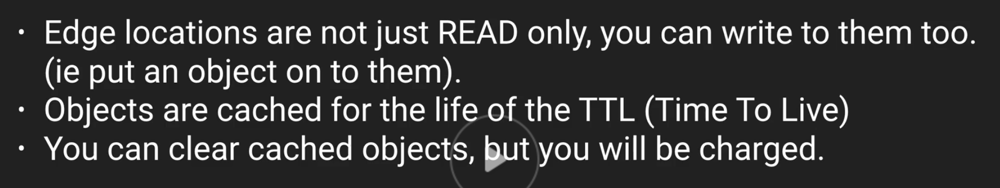 • Edge locations are not just READ only, you can write to them too.
(ie put an object on to them).
• Objects are cached for the life of the TTL (Time To Live)
• You can clear cached objects, but you will be charged.